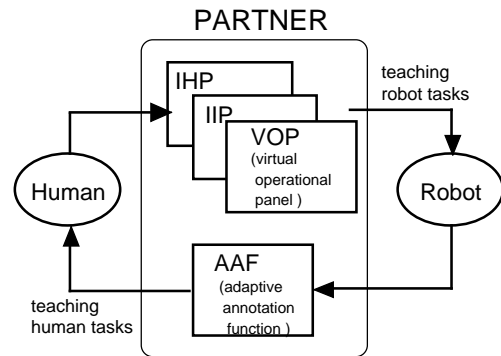 PARTNER
IHP
IIP
VOP
(virtual
operational
panel )
teaching
robot tasks
Human
Robot
AAF
(adaptive
annotation
function )
teaching
human tasks